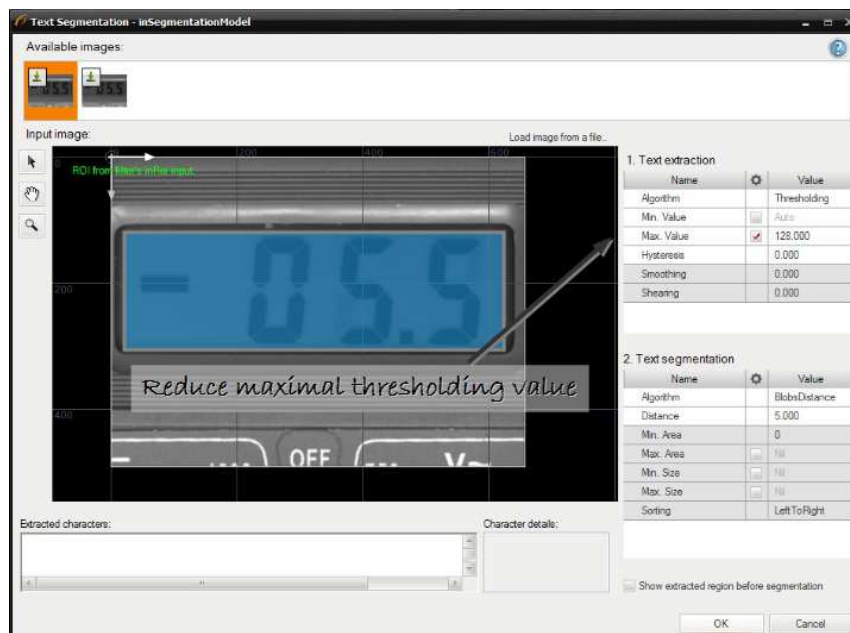 Text Segmentation - inSegmentationModel
Available images:
Input image:
Load image from a file..
0 200 400 600
200
400
ROI from filter's inRoi input.
- 05.5
Reduce maximal thresholding value
OFF
V~
1. Text extraction
Name Value
Algorithm Thresholding
Min. Value Auto
Max. Value 128.000
Hysteresis 0.000
Smoothing 0.000
Shearing 0.000
2. Text segmentation
Name Value
Algorithm BlobsDistance
Distance 5.000
Min. Area 0
Max. Area Nil
Min. Size Nil
Max. Size Nil
Sorting LeftToRight
Extracted characters:
Character details:
Show extracted region before segmentation
OK Cancel